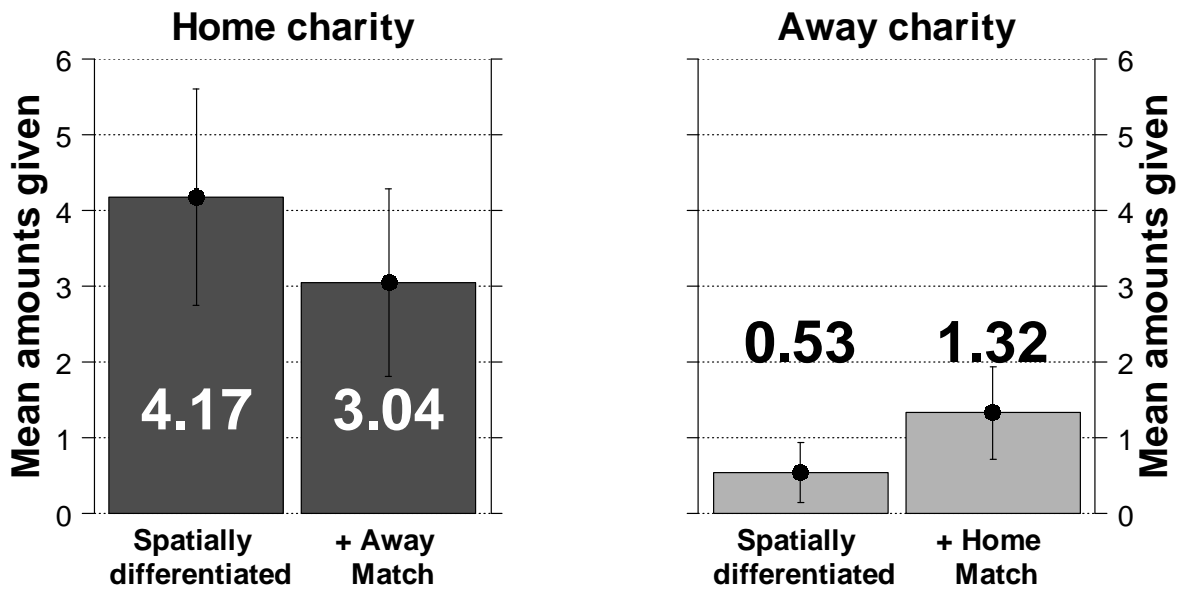 Home charity
Mean amounts given
6
5
4
3
2
1
0
4.17
3.04
Spatially
differentiated
+ Away
Match
Away charity
0.53
1.32
6
5
4
3
2
1
0
Mean amounts given
Spatially
differentiated
+ Home
Match